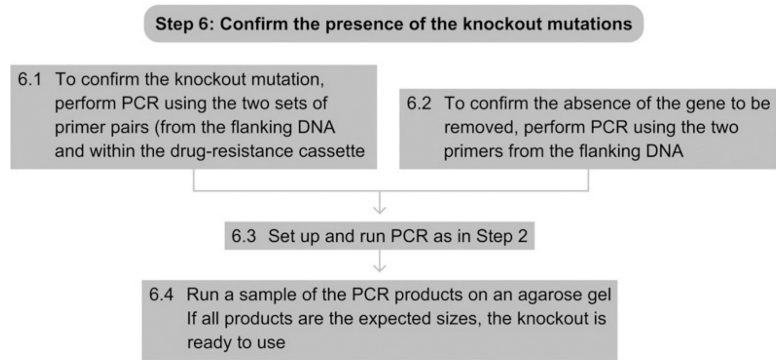 Step 6: Confirm the presence of the knockout mutations
6.1 To confirm the knockout mutation,
perform PCR using the two sets of
primer pairs (from the flanking DNA
and within the drug-resistance cassette
6.2 To confirm the absence of the gene to be
removed, perform PCR using the two
primers from the flanking DNA
6.3 Set up and run PCR as in Step 2
6.4 Run a sample of the PCR products on an agarose gel
If all products are the expected sizes, the knockout is
ready to use